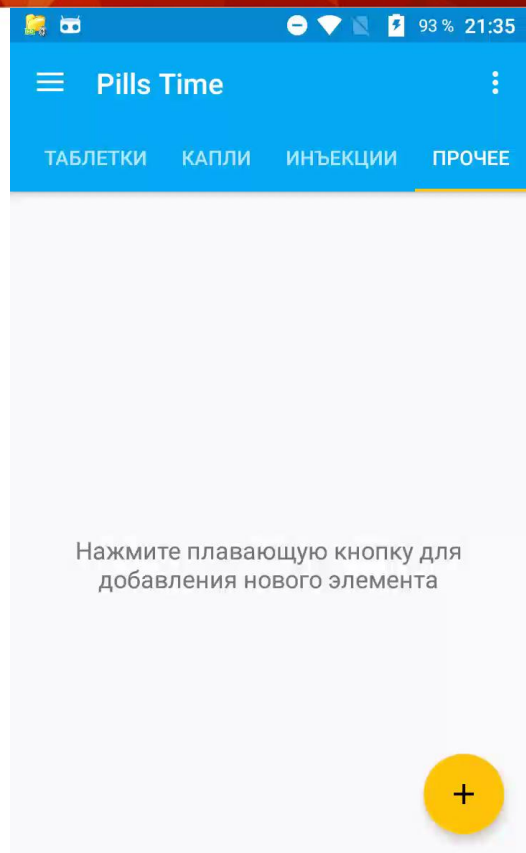 93 % 21:35
Pills Time
ТАБЛЕТКИ КАПЛИ ИНЪЕКЦИИ ПРОЧЕЕ
Нажмите плавающую кнопку для
добавления нового элемента
+